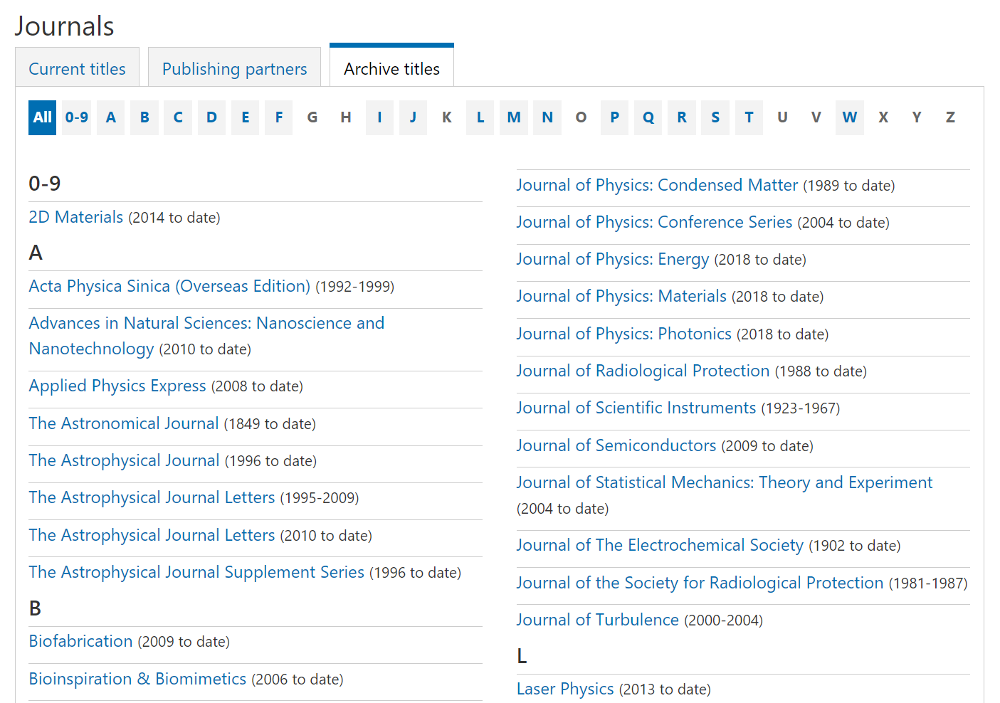 Journals
Current titles
Publishing partners
Archive titles
All 0-9 A B C D E F G H I J K L M N O P Q R S T U V W X Y Z
0-9
2D Materials (2014 to date)
A
Acta Physica Sinica (Overseas Edition) (1992-1999)
Advances in Natural Sciences: Nanoscience and
Nanotechnology (2010 to date)
Applied Physics Express (2008 to date)
The Astronomical Journal (1849 to date)
The Astrophysical Journal (1996 to date)
The Astrophysical Journal Letters (1995-2009)
The Astrophysical Journal Letters (2010 to date)
The Astrophysical Journal Supplement Series (1996 to date)
B
Biofabrication (2009 to date)
Bioinspiration & Biomimetics (2006 to date)
Journal of Physics: Condensed Matter (1989 to date)
Journal of Physics: Conference Series (2004 to date)
Journal of Physics: Energy (2018 to date)
Journal of Physics: Materials (2018 to date)
Journal of Physics: Photonics (2018 to date)
Journal of Radiological Protection (1988 to date)
Journal of Scientific Instruments (1923-1967)
Journal of Semiconductors (2009 to date)
Journal of Statistical Mechanics: Theory and Experiment
(2004 to date)
Journal of The Electrochemical Society (1902 to date)
Journal of the Society for Radiological Protection (1981-1987)
Journal of Turbulence (2000-2004)
L
Laser Physics (2013 to date)